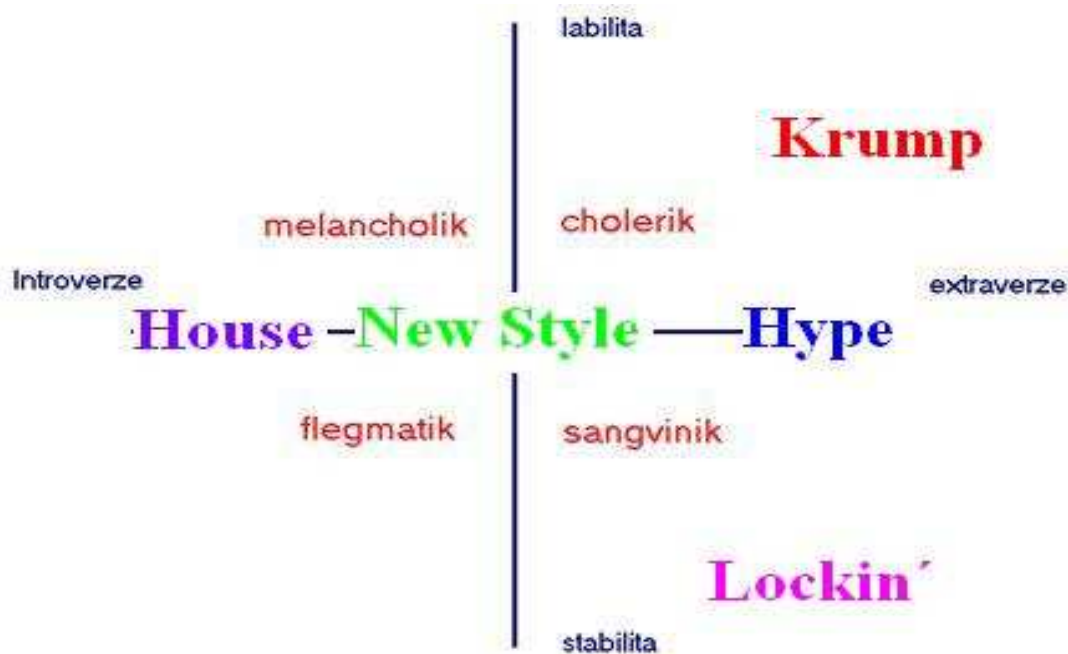 labilita
Krump
melancholik cholerik
Introverze extraverze
House New Style Hype
flegmatik sangvinik
Lockin´
stabilita